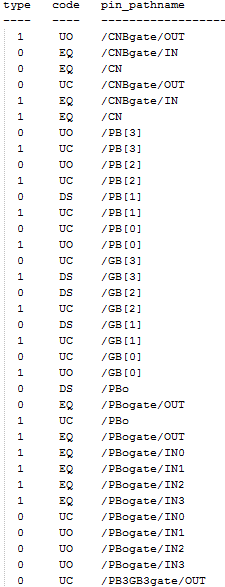 type code pin_pathname
---- ---- ------------------
1 UO /CNBgate/OUT
0 EQ /CNBgate/IN
0 EQ /CN
0 UC /CNBgate/OUT
1 EQ /CNBgate/IN
1 EQ /CN
0 UO /PB[3]
1 UC /PB[3]
0 UO /PB[2]
1 UC /PB[2]
0 DS /PB[1]
1 UC /PB[1]
0 UC /PB[0]
1 UO /PB[0]
0 UC /GB[3]
1 DS /GB[3]
0 DS /GB[2]
1 UC /GB[2]
0 DS /GB[1]
1 UC /GB[1]
0 UC /GB[0]
1 UO /GB[0]
0 DS /PBo
0 EQ /PBogate/OUT
1 UC /PBo
1 EQ /PBogate/OUT
1 EQ /PBogate/IN0
1 EQ /PBogate/IN1
1 EQ /PBogate/IN2
1 EQ /PBogate/IN3
0 UC /PBogate/IN0
0 UO /PBogate/IN1
0 UO /PBogate/IN2
0 UO /PBogate/IN3
0 UC /PB3GB3gate/OUT